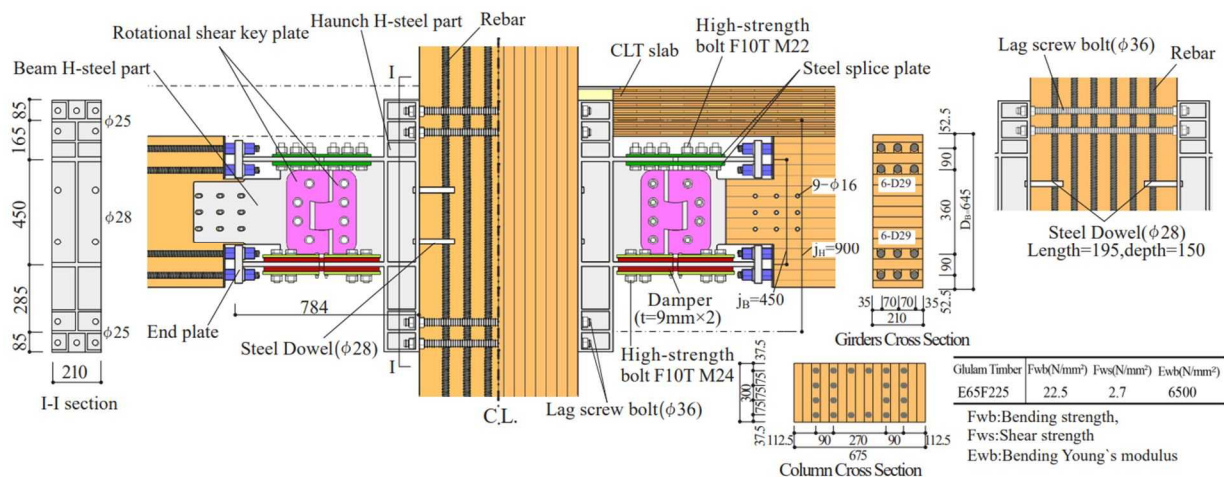 Haunch H-steel part
Rebar
Rotational shear key plate
Beam H-steel part
I
High-strength
bolt F10T M22
CLT slab
Steel splice plate
Lag screw bolt(φ36)
Rebar
85
165
450
285
85
φ25
φ28
φ25
210
I-I section
784
End plate
Steel Dowel(φ28)
I
C.L.
Lag screw bolt(φ36)
9-φ16
jH=900
jB=450
Damper
(t=9mm×2)
High-strength
bolt F10T M24
52.5
90
360
90
52.5
DB=645
6-D29
6-D29
35
70
70
35
210
Girders Cross Section
Steel Dowel(φ28)
Length=195,depth=150
37.5
75
75
75
37.5
300
112.5
90
270
90
112.5
675
Column Cross Section
Glulam Timber Fwb(N/mm²) Fws(N/mm²) Ewb(N/mm²)
E65F225 22.5 2.7 6500
Fwb:Bending strength,
Fws:Shear strength
Ewb:Bending Young`s modulus